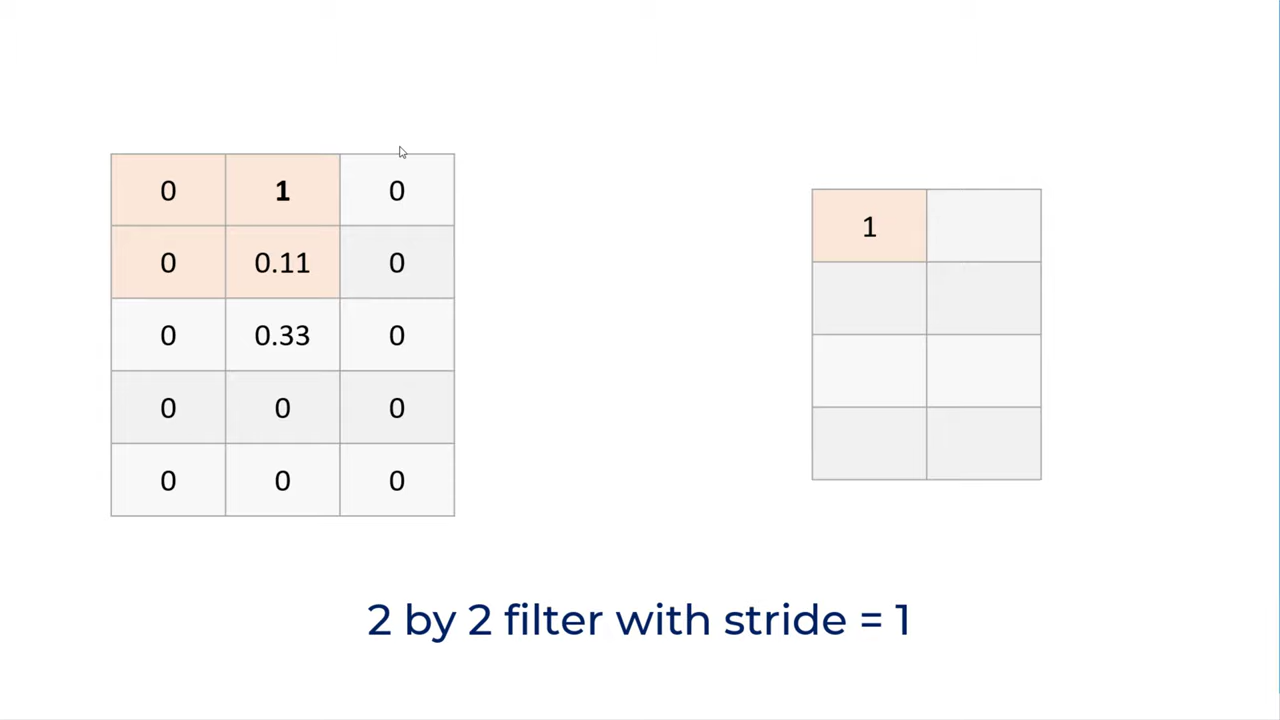 0 1 0
0 0.11 0
0 0.33 0
0 0 0
0 0 0
1
2 by 2 filter with stride = 1